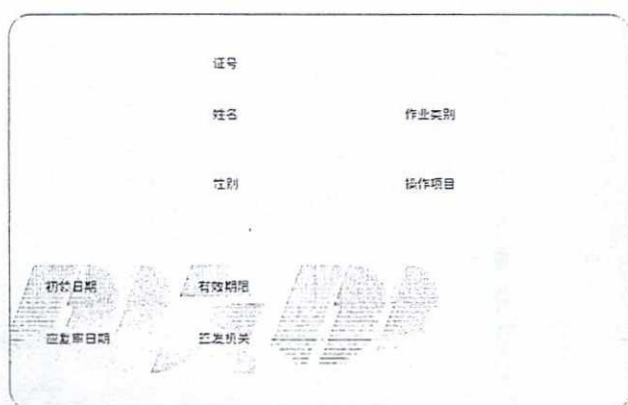 证号
姓名 作业类别
性别 操作项目
初领日期 有效期限
应复审日期 签发机关